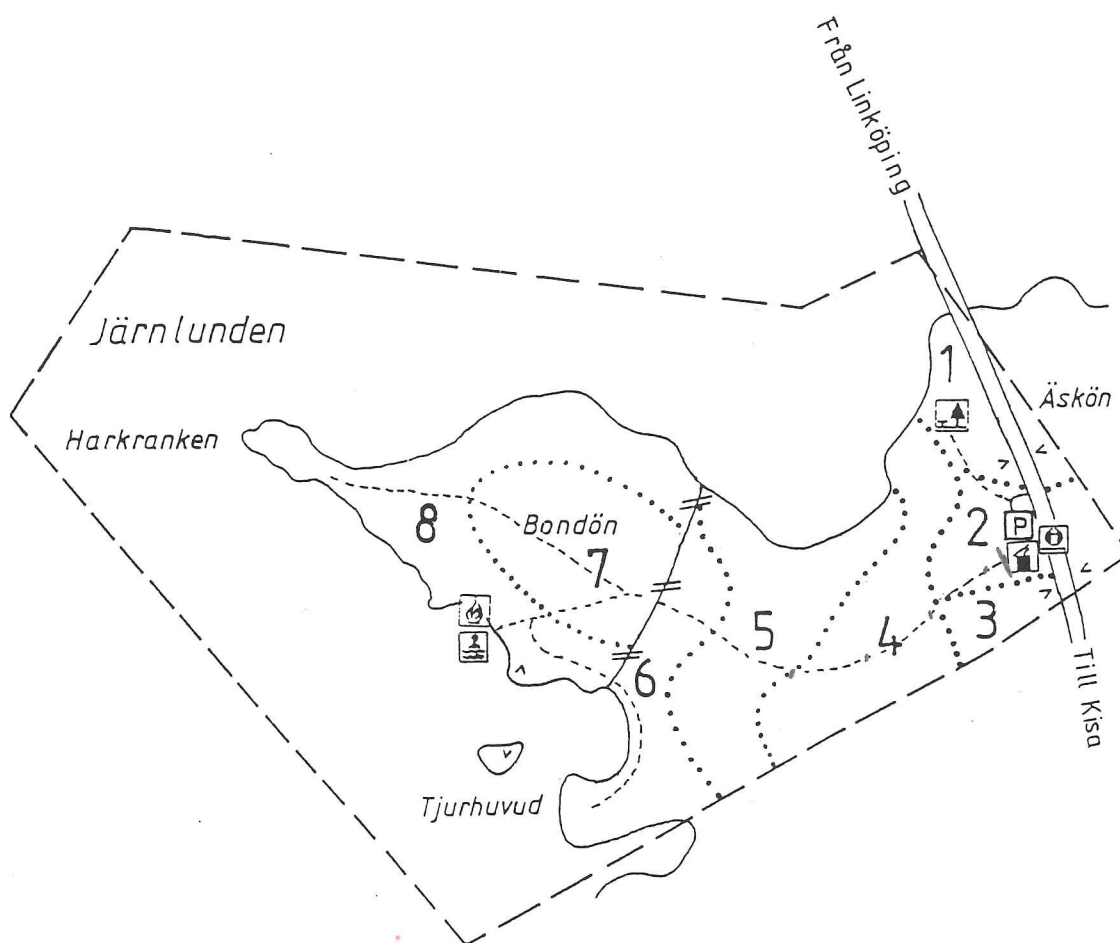 Från Linköping
Järnlunden
1
Äskön
Harkranken
2
P
8
Bondön
7
3
5
4
6
Till Kisa
Tjurhuvud